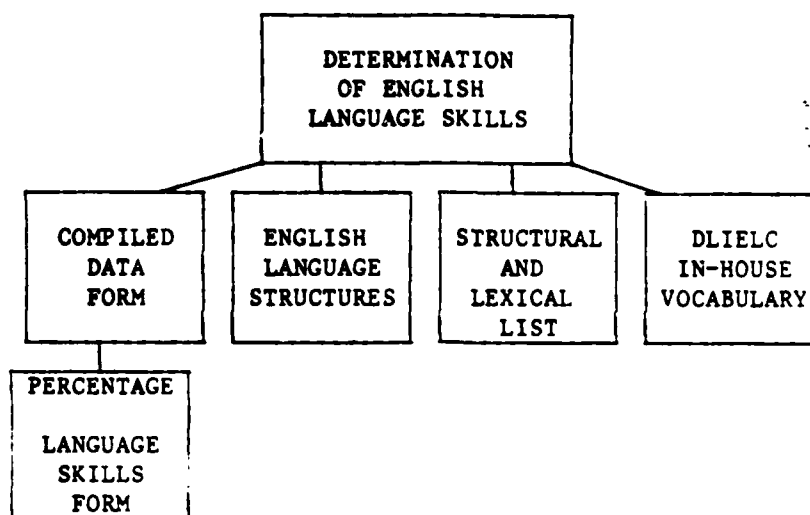 DETERMINATION
OF ENGLISH
LANGUAGE SKILLS
COMPILED
DATA
FORM
ENGLISH
LANGUAGE
STRUCTURES
STRUCTURAL
AND
LEXICAL
LIST
DLIELC
IN-HOUSE
VOCABULARY
PERCENTAGE
LANGUAGE
SKILLS
FORM